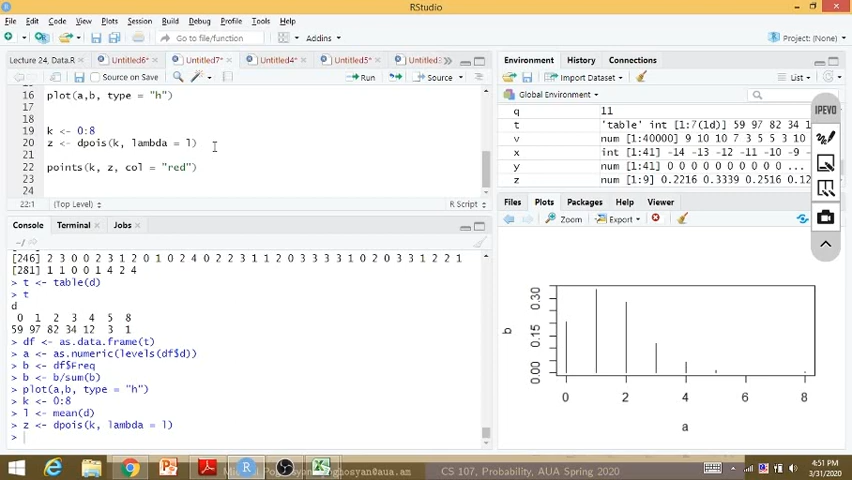 RStudio
File Edit Code View Plots Session Build Debug Profile Tools Help
Go to file/function Addins Project: (None)
Lecture 24, Data.R Untitled6* Untitled7* Untitled4* Untitled5* Untitled
Source on Save Run Source
16 plot(a,b, type = "h")
17
18
19 k <- 0:8
20 z <- dpois(k, lambda = l)
21
22 points(k, z, col = "red")
23
24
22:1 (Top Level) R Script
Console Terminal Jobs
~/
[246] 2 3 0 0 2 3 1 2 0 1 0 2 4 0 2 2 3 1 1 2 0 3 3 3 1 0 2 0 3 3 1 2 2 1
[281] 1 1 0 0 1 4 2 4
> t <- table(d)
> t
d
0 1 2 3 4 5 8
59 97 82 34 12 3 1
> df <- as.data.frame(t)
> a <- as.numeric(levels(df$d))
> b <- df$Freq
> b <- b/sum(b)
> plot(a,b, type = "h")
> k <- 0:8
> l <- mean(d)
> z <- dpois(k, lambda = l)
>
Environment History Connections
Import Dataset List
Global Environment
q 11
t 'table' int [1:7(1d)] 59 97 82 34 1
v num [1:40000] 9 10 10 7 3 5 5 3
x int [1:41] -14 -13 -12 -11 -10 -9
y num [1:41] 0 0 0 0 0 0 0 0 0 0 ...
z num [1:9] 0.2216 0.3339 0.2516 0.12
Files Plots Packages Help Viewer
Zoom Export
b
0.00 0.15 0.30
0 2 4 6 8
a
IPEVO
CS 107, Probability, AUA Spring 2020
4:51 PM
3/31/2020